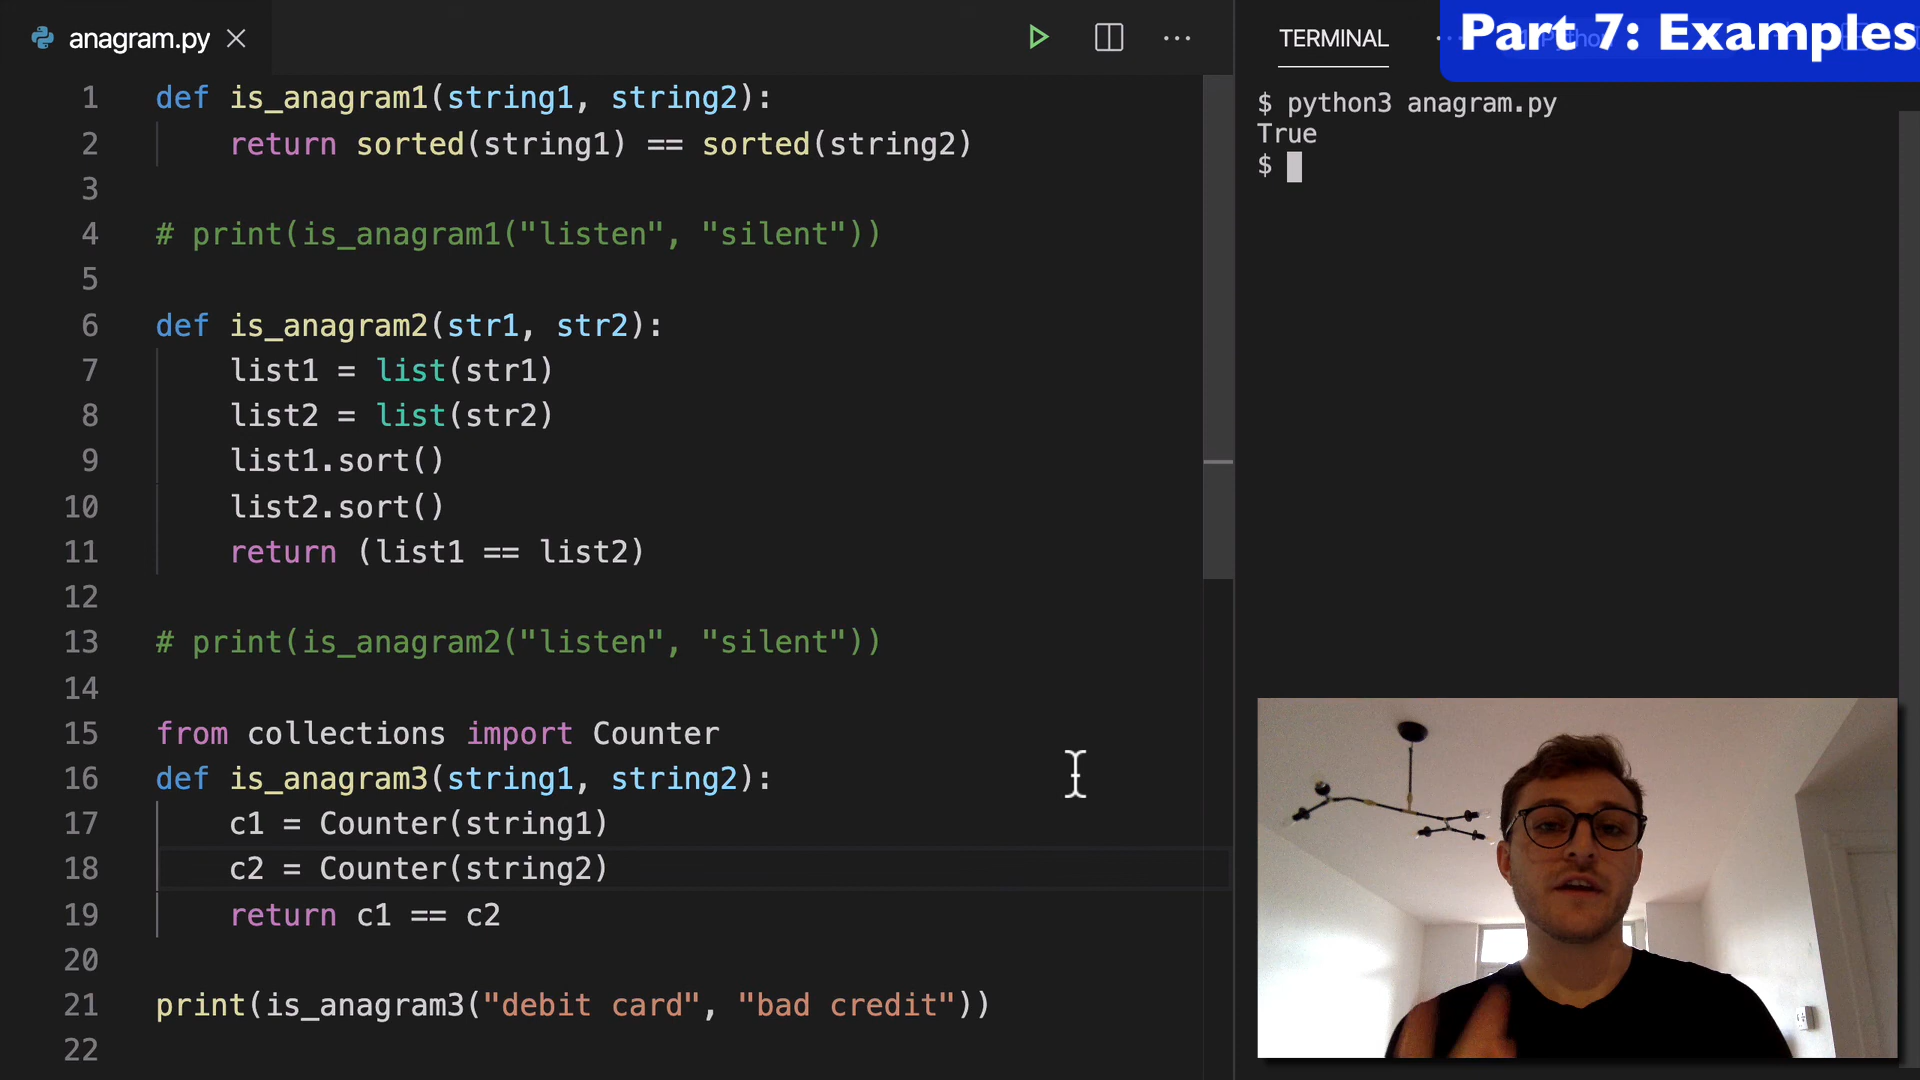 anagram.py
TERMINAL
Part 7: Examples
1 def is_anagram1(string1, string2):
2 return sorted(string1) == sorted(string2)
3
4 # print(is_anagram1("listen", "silent"))
5
6 def is_anagram2(str1, str2):
7 list1 = list(str1)
8 list2 = list(str2)
9 list1.sort()
10 list2.sort()
11 return (list1 == list2)
12
13 # print(is_anagram2("listen", "silent"))
14
15 from collections import Counter
16 def is_anagram3(string1, string2):
17 c1 = Counter(string1)
18 c2 = Counter(string2)
19 return c1 == c2
20
21 print(is_anagram3("debit card", "bad credit"))
22
$ python3 anagram.py
True
$